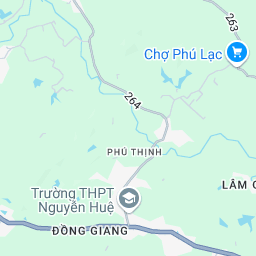 263
Chợ Phú Lạc
264
PHÚ THỊNH
LÂM
Trường THPT
Nguyễn Huệ
ĐỒNG GIANG